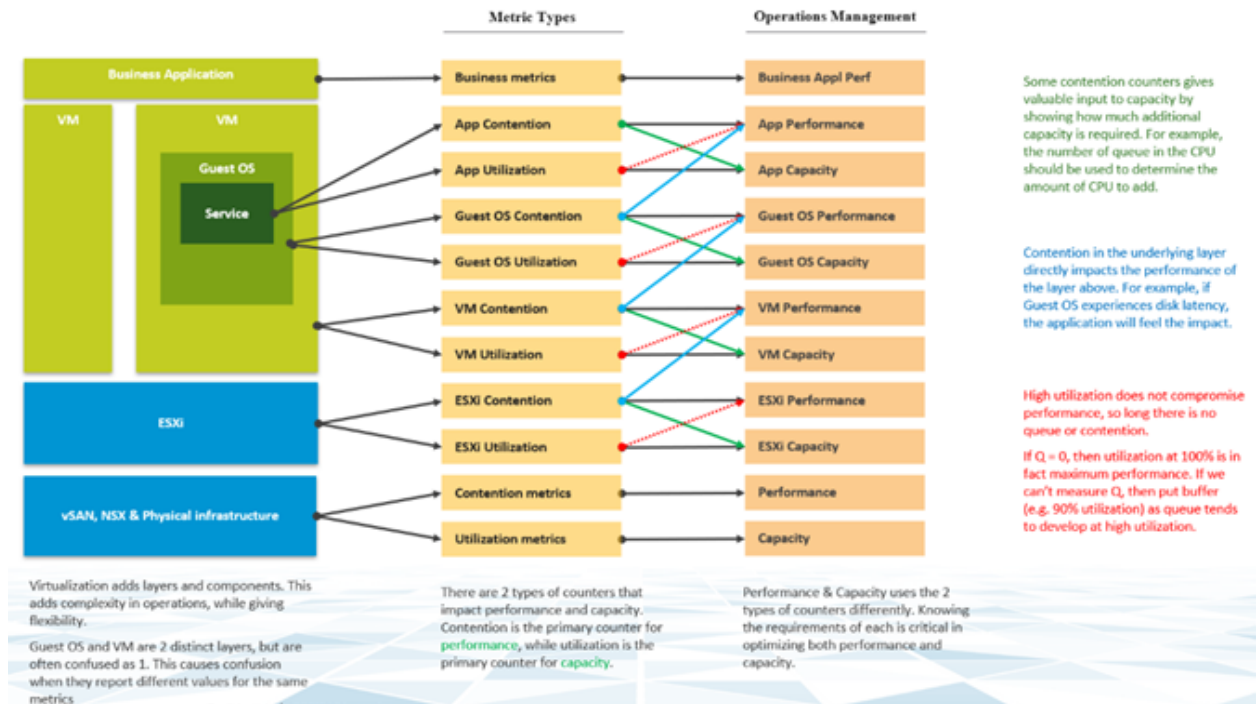 Metric Types
Operations Management
Business Application
Business metrics
Business Appl Perf
VM
VM
App Contention
App Performance
Guest OS
App Utilization
App Capacity
Service
Guest OS Contention
Guest OS Performance
Guest OS Utilization
Guest OS Capacity
VM Contention
VM Performance
VM Utilization
VM Capacity
ESXi
ESXi Contention
ESXi Performance
ESXi Utilization
ESXi Capacity
vSAN, NSX & Physical infrastructure
Contention metrics
Performance
Utilization metrics
Capacity
Some contention counters gives
valuable input to capacity by
showing how much additional
capacity is required. For example,
the number of queue in the CPU
should be used to determine the
amount of CPU to add.
Contention in the underlying layer
directly impacts the performance of
the layer above. For example, if
Guest OS experiences disk latency,
the application will feel the impact.
High utilization does not compromise
performance, so long there is no
queue or contention.
If Q = 0, then utilization at 100% is in
fact maximum performance. If we
can't measure Q, then put buffer
(e.g. 90% utilization) as queue tends
to develop at high utilization.
Virtualization adds layers and components. This
adds complexity in operations, while giving
flexibility.
Guest OS and VM are 2 distinct layers, but are
often confused as 1. This causes confusion
when they report different values for the same
metrics
There are 2 types of counters that
impact performance and capacity.
Contention is the primary counter for
performance, while utilization is the
primary counter for capacity.
Performance & Capacity uses the 2
types of counters differently. Knowing
the requirements of each is critical in
optimizing both performance and
capacity.